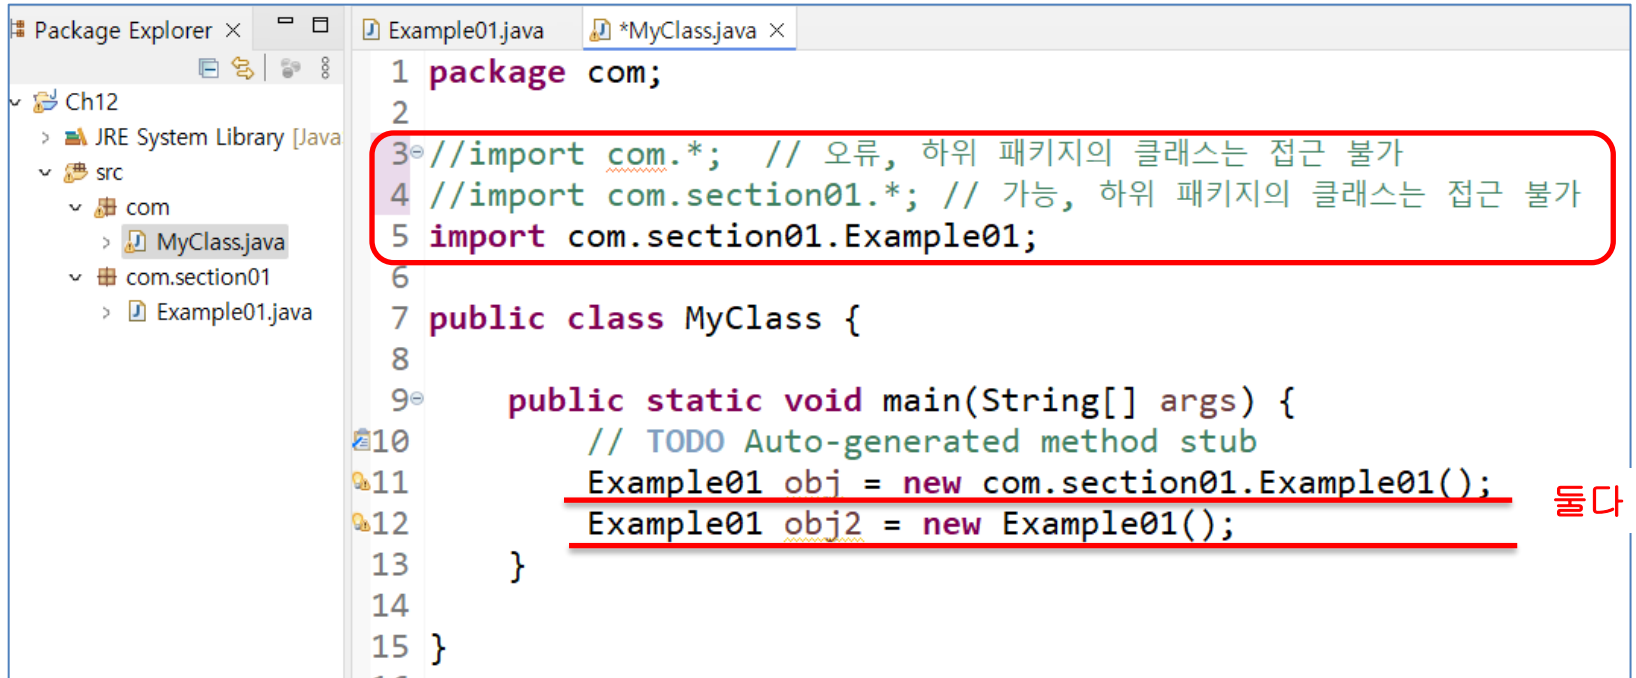 Package Explorer
Example01.java
*MyClass.java
Ch12
JRE System Library [Java
src
com
MyClass.java
com.section01
Example01.java
1 package com;
2
3 //import com.*;  // 오류, 하위 패키지의 클래스는 접근 불가
4 //import com.section01.*; // 가능, 하위 패키지의 클래스는 접근 불가
5 import com.section01.Example01;
6
7 public class MyClass {
8
9     public static void main(String[] args) {
10         // TODO Auto-generated method stub
11         Example01 obj = new com.section01.Example01();
12         Example01 obj2 = new Example01();
13     }
14
15 }
둘다